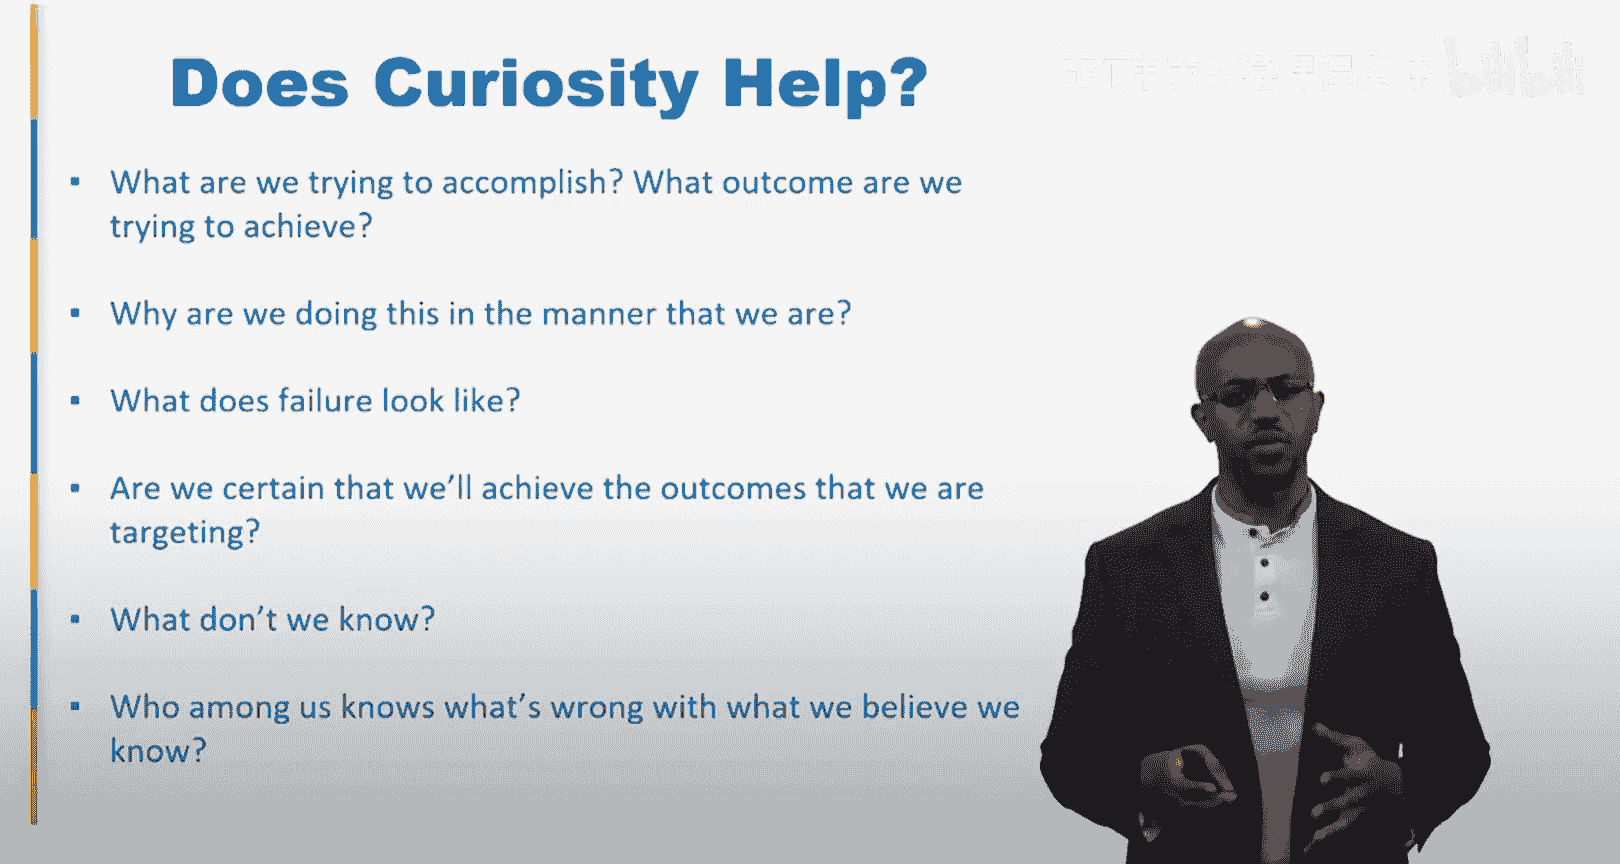 Does Curiosity Help?
bilibili
▪ What are we trying to accomplish? What outcome are we
trying to achieve?
▪ Why are we doing this in the manner that we are?
▪ What does failure look like?
▪ Are we certain that we’ll achieve the outcomes that we are
targeting?
▪ What don’t we know?
▪ Who among us knows what’s wrong with what we believe we
know?